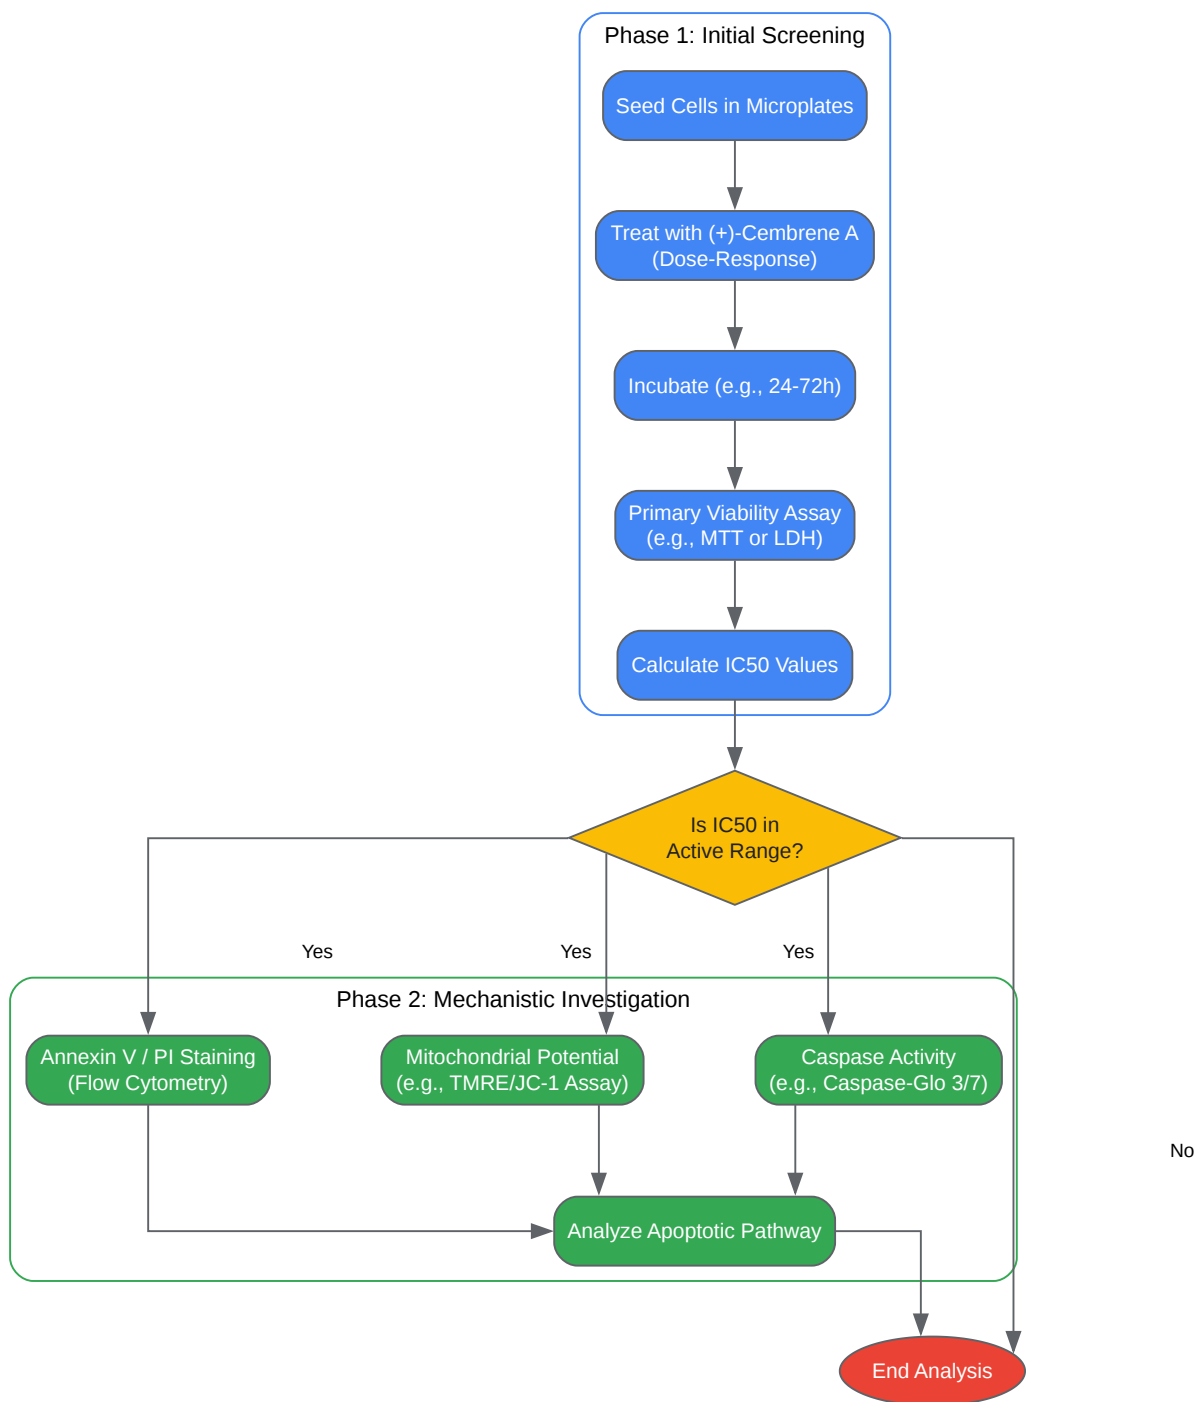 Phase 1: Initial Screening
Seed Cells in Microplates
Treat with (+)-Cembrene A
(Dose-Response)
Incubate (e.g., 24-72h)
Primary Viability Assay
(e.g., MTT or LDH)
Calculate IC50 Values
Is IC50 in
Active Range?
Yes
Yes
Yes
Phase 2: Mechanistic Investigation
Annexin V / PI Staining
(Flow Cytometry)
Mitochondrial Potential
(e.g., TMRE/JC-1 Assay)
Caspase Activity
(e.g., Caspase-Glo 3/7)
No
Analyze Apoptotic Pathway
End Analysis